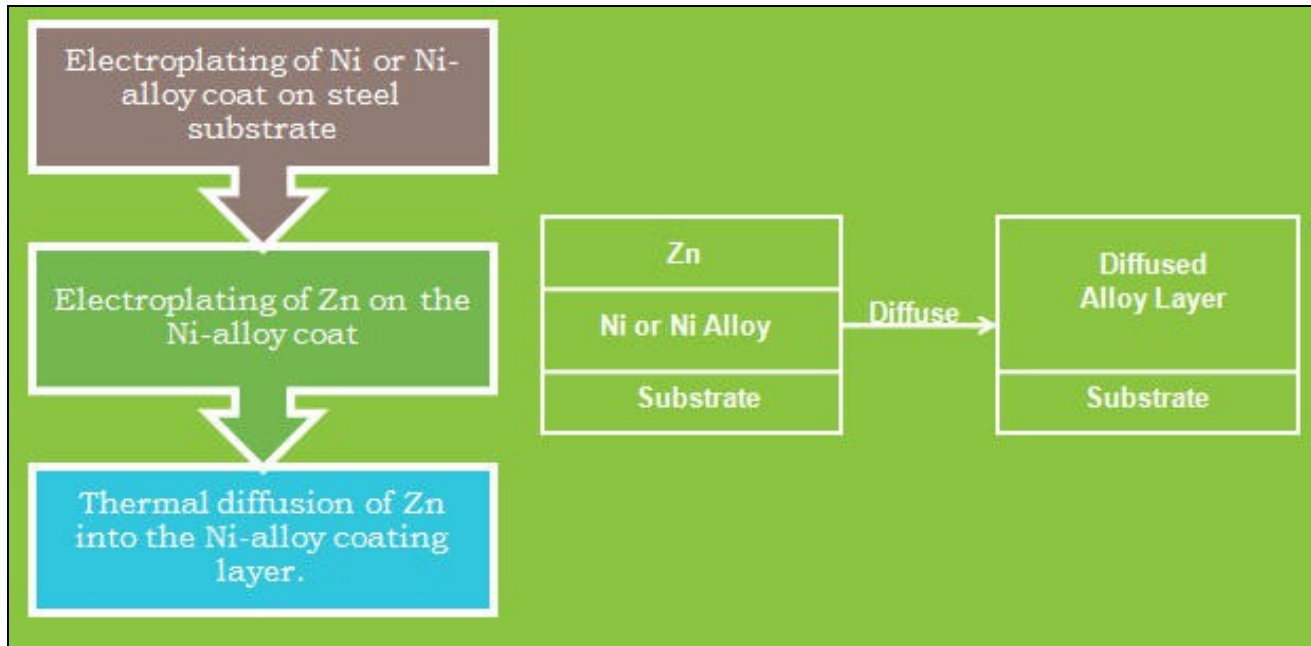 Electroplating of Ni or Ni-
alloy coat on steel
substrate
Electroplating of Zn on the
Ni-alloy coat
Thermal diffusion of Zn
into the Ni-alloy coating
layer.
Zn
Ni or Ni Alloy
Substrate
Diffuse
Diffused
Alloy Layer
Substrate